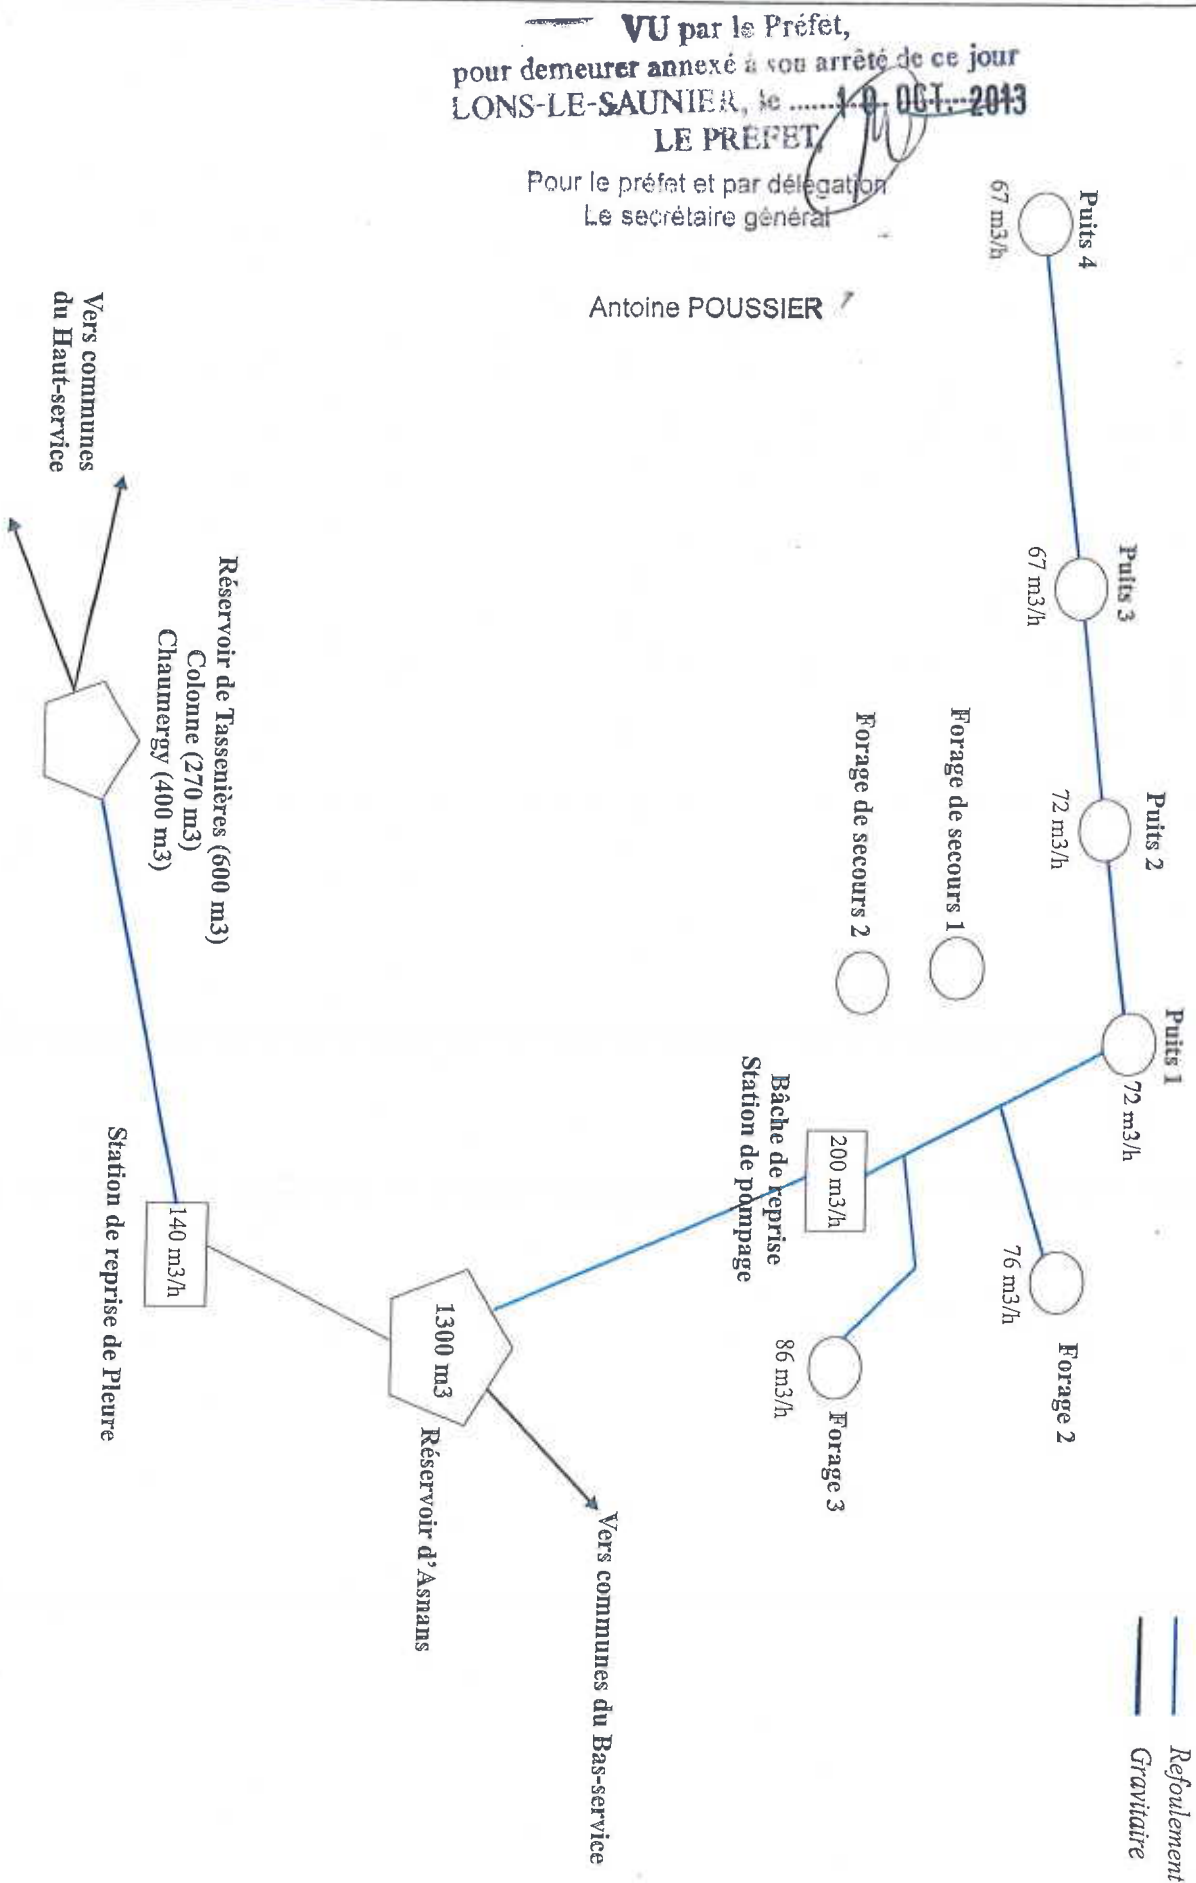 VU par le Préfet,
pour demeurer annexé à son arrêté de ce jour
LONS-LE-SAUNIER, le ......10. OCT. 2013
LE PREFET,
Pour le préfet et par délégation
Le secrétaire général
Antoine POUSSIER
Refoulement
Gravitaire
Puits 4
67 m3/h
Puits 3
67 m3/h
Puits 2
72 m3/h
Puits 1
72 m3/h
Forage 2
76 m3/h
Forage 3
86 m3/h
Forage de secours 1
Forage de secours 2
200 m3/h
Bâche de reprise
Station de pompage
Vers communes du Bas-service
1300 m3
Réservoir d'Asnans
140 m3/h
Station de reprise de Pleure
Réservoir de Tassenières (600 m3)
Colonne (270 m3)
Chaumergy (400 m3)
Vers communes
du Haut-service